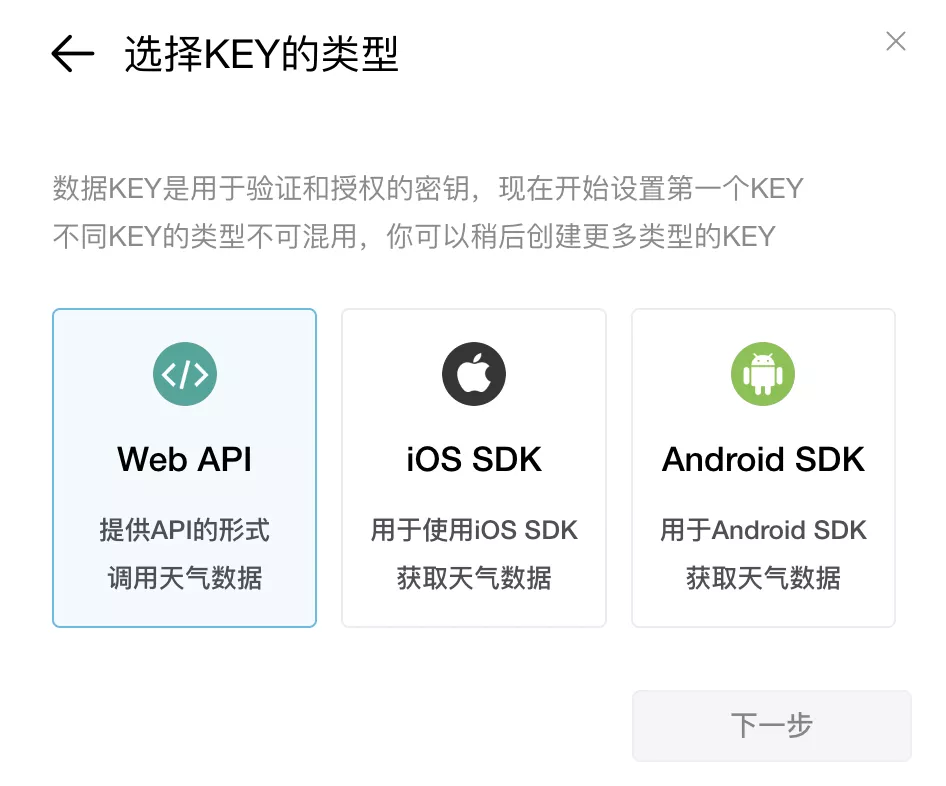 选择KEY的类型
数据KEY是用于验证和授权的密钥，现在开始设置第一个KEY
不同KEY的类型不可混用，你可以稍后创建更多类型的KEY
Web API
提供API的形式
调用天气数据
iOS SDK
用于使用iOS SDK
获取天气数据
Android SDK
用于Android SDK
获取天气数据
下一步